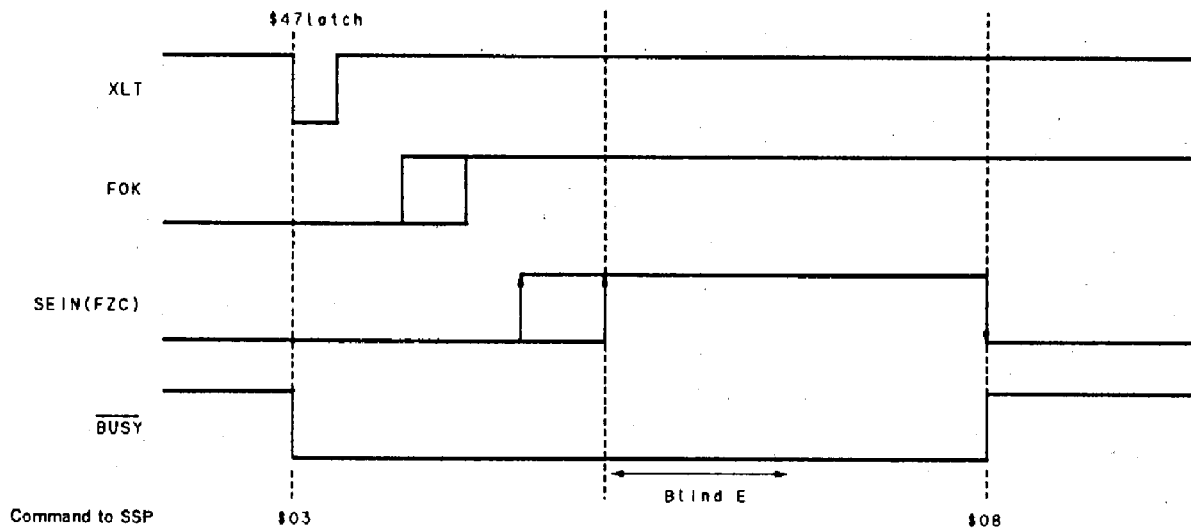 $47latch
XLT
FOK
SEIN(FZC)
BUSY
Blind E
Command to SSP $03 $08